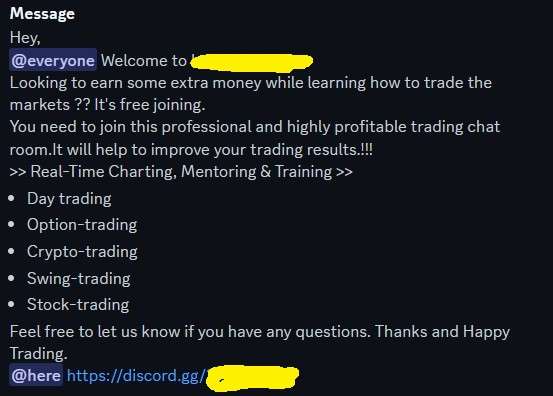 Message
Hey,
@everyone Welcome to
Looking to earn some extra money while learning how to trade the
markets ?? It's free joining.
You need to join this professional and highly profitable trading chat
room.It will help to improve your trading results.!!!
>> Real-Time Charting, Mentoring & Training >>
• Day trading
• Option-trading
• Crypto-trading
• Swing-trading
• Stock-trading
Feel free to let us know if you have any questions. Thanks and Happy
Trading.
@here https://discord.gg/